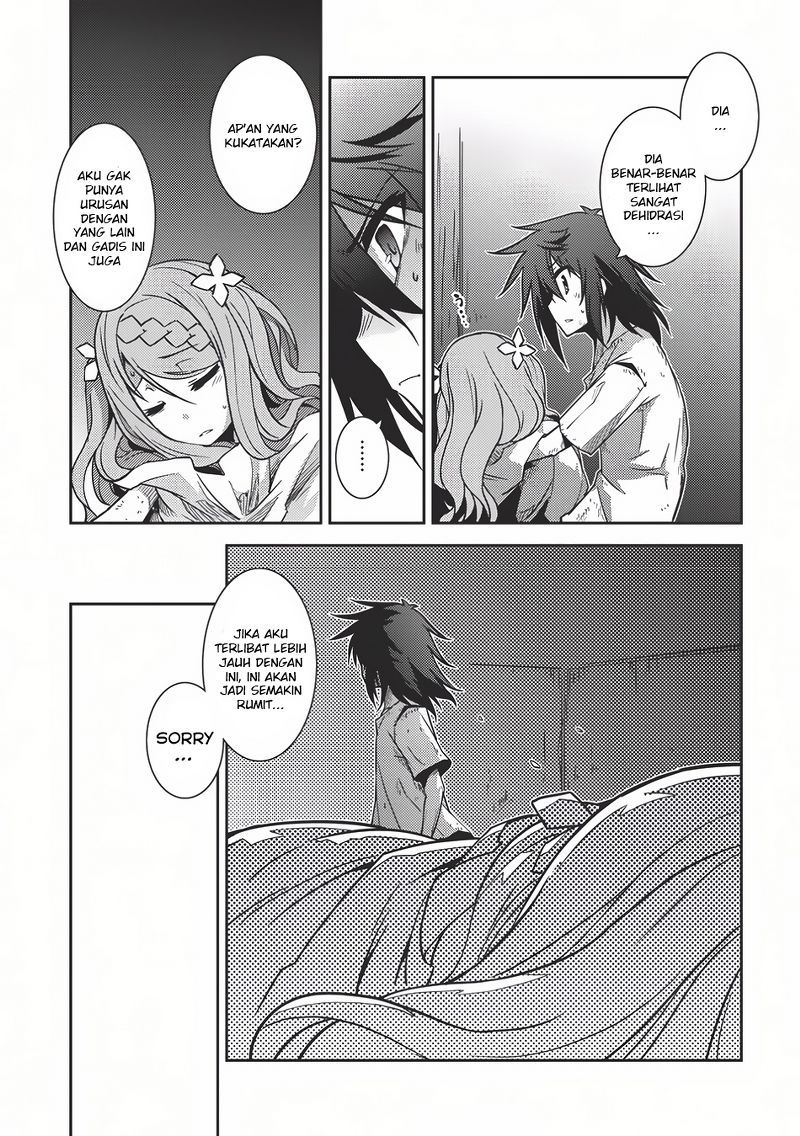 DIA
...
DIA
BENAR-BENAR
TERLIHAT
SANGAT
DEHIDRASI
...
.......
AP'AN YANG
KUKATAKAN?
AKU GAK
PUNYA
URUSAN
DENGAN
YANG LAIN
DAN GADIS INI
JUGA
JIKA AKU
TERLIBAT LEBIH
JAUH DENGAN
INI, INI AKAN
JADI SEMAKIN
RUMIT...
SORRY
...